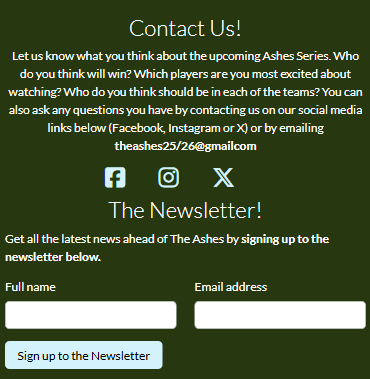 Contact Us!
Let us know what you think about the upcoming Ashes Series. Who
do you think will win? Which players are you most excited about
watching? Who do you think should be in each of the teams? You can
also ask any questions you have by contacting us on our social media
links below (Facebook, Instagram or X) or by emailing
theashes25/26@gmailcom
The Newsletter!
Get all the latest news ahead of The Ashes by signing up to the
newsletter below.
Full name Email address
Sign up to the Newsletter